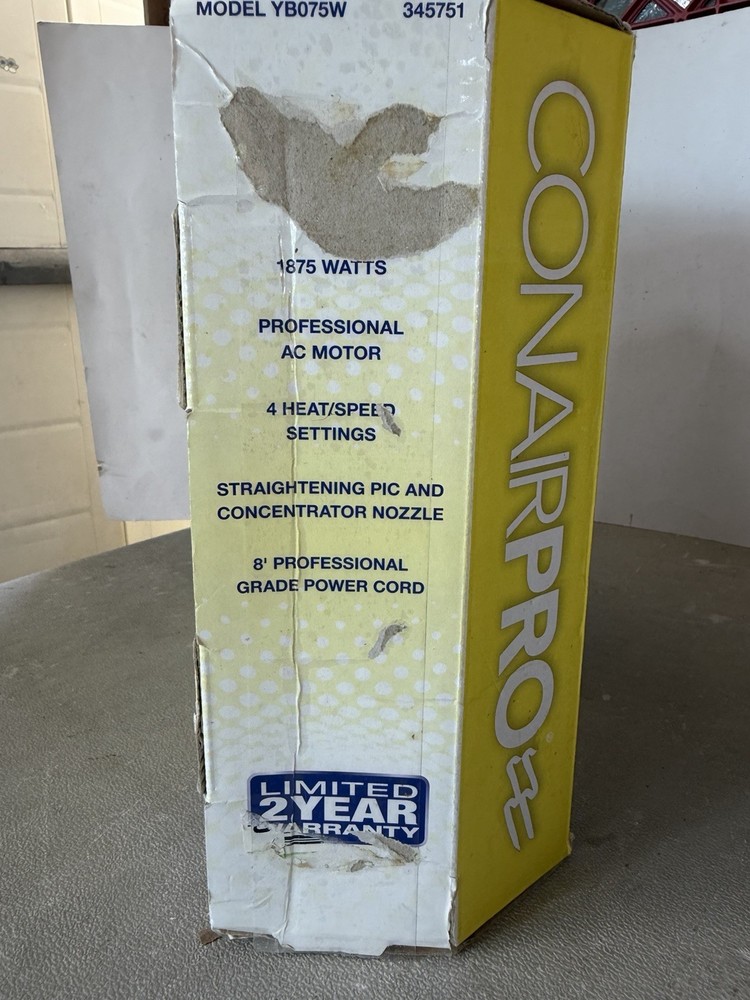 MODEL YB075W 345751
1875 WATTS
PROFESSIONAL
AC MOTOR
4 HEAT/SPEED
SETTINGS
STRAIGHTENING PIC AND
CONCENTRATOR NOZZLE
8' PROFESSIONAL
GRADE POWER CORD
LIMITED
2 YEAR
WARRANTY
CONAIRPRO